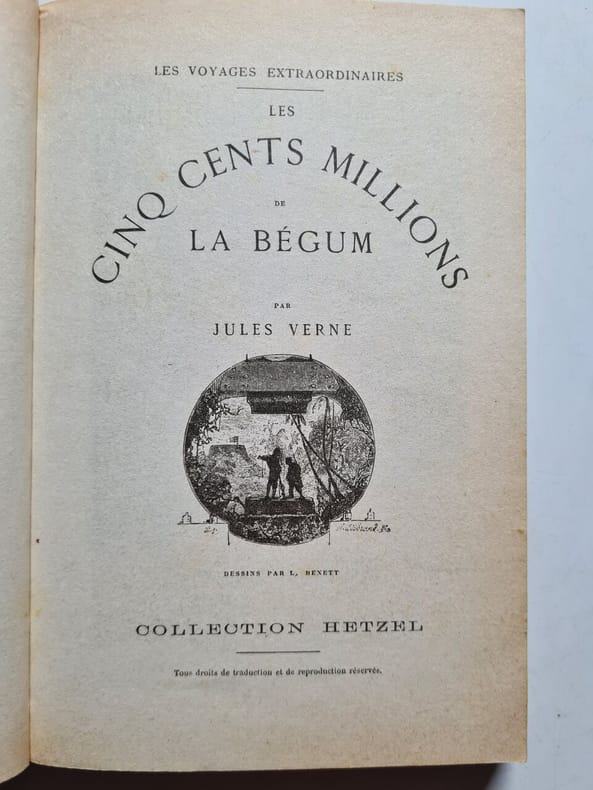 LES VOYAGES EXTRAORDINAIRES
LES
CINQ CENTS MILLIONS
DE
LA BÉGUM
PAR
JULES VERNE
DESSINS PAR L. BENETT
COLLECTION HETZEL
Tous droits de traduction et de reproduction réservés.